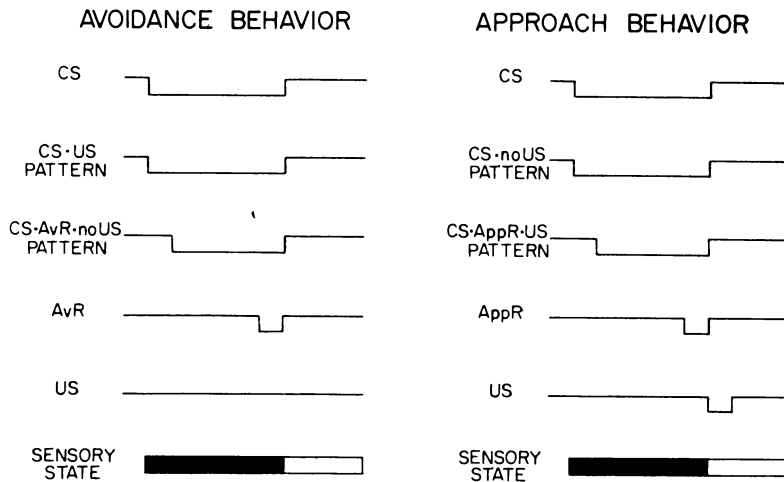 AVOIDANCE BEHAVIOR
CS
CS·US
PATTERN
CS·AvR·noUS
PATTERN
AvR
US
SENSORY
STATE
APPROACH BEHAVIOR
CS
CS·noUS
PATTERN
CS·AppR·US
PATTERN
AppR
US
SENSORY
STATE